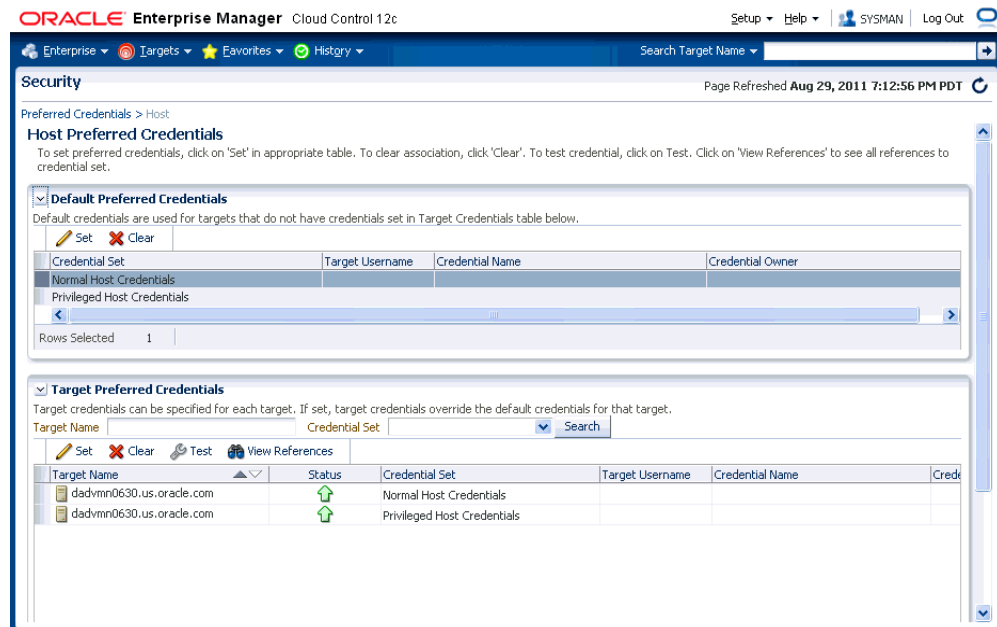 ORACLE Enterprise Manager Cloud Control 12c
Setup Help SYSMAN Log Out
Enterprise Targets Favorites History Search Target Name
Security
Page Refreshed Aug 29, 2011 7:12:56 PM PDT
Preferred Credentials > Host
Host Preferred Credentials
To set preferred credentials, click on 'Set' in appropriate table. To clear association, click 'Clear'. To test credential, click on Test. Click on 'View References' to see all references to
credential set.
Default Preferred Credentials
Default credentials are used for targets that do not have credentials set in Target Credentials table below.
Set Clear
Credential Set Target Username Credential Name Credential Owner
Normal Host Credentials
Privileged Host Credentials
Rows Selected 1
Target Preferred Credentials
Target credentials can be specified for each target. If set, target credentials override the default credentials for that target.
Target Name Credential Set Search
Set Clear Test View References
Target Name Status Credential Set Target Username Credential Name Crede
dadvmn0630.us.oracle.com Normal Host Credentials
dadvmn0630.us.oracle.com Privileged Host Credentials